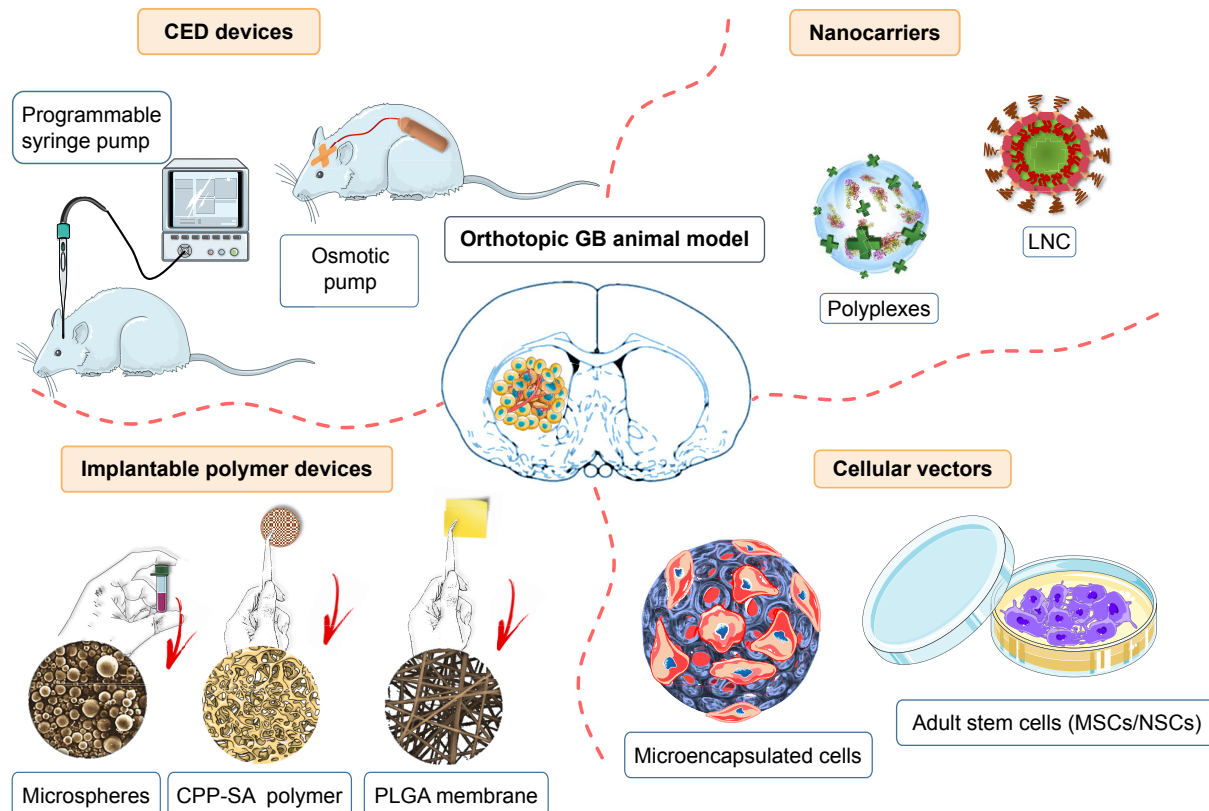 CED devices
Nanocarriers
Programmable
syringe pump
Osmotic
pump
Orthotopic GB animal model
LNC
Polyplexes
Implantable polymer devices
Cellular vectors
Microspheres
CPP-SA polymer
PLGA membrane
Microencapsulated cells
Adult stem cells (MSCs/NSCs)